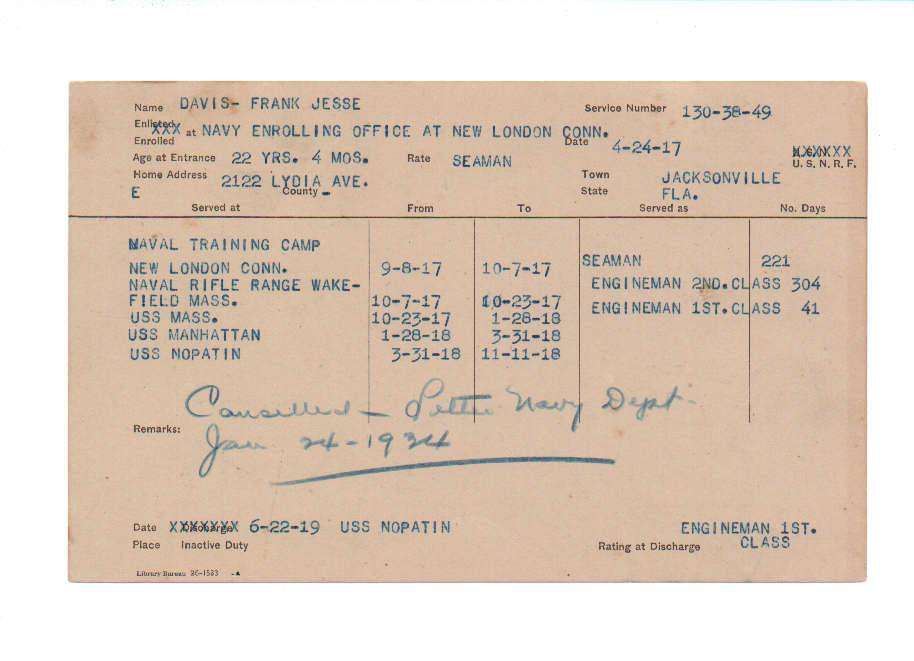 Name DAVIS- FRANK JESSE Service Number 130-38-49
Enlisted
Enrolled XXX at NAVY ENROLLING OFFICE AT NEW LONDON CONN. Date 4-24-17
Age at Entrance 22 YRS. 4 MOS. Rate SEAMAN U. S. N. R. F.
Home Address 2122 LYDIA AVE. Town JACKSONVILLE
E County - State FLA.
Served at From To Served as No. Days
NAVAL TRAINING CAMP
NEW LONDON CONN. 9-8-17 10-7-17 SEAMAN 221
NAVAL RIFLE RANGE WAKE- ENGINEMAN 2ND.CLASS 304
FIELD MASS. 10-7-17 10-23-17 ENGINEMAN 1ST.CLASS 41
USS MASS. 10-23-17 1-28-18
USS MANHATTAN 1-28-18 3-31-18
USS NOPATIN 3-31-18 11-11-18
Cancelled - Navy Dept-
Remarks:
Jan 24-1924
Date XXXXXXX Discharge 6-22-19 USS NOPATIN ENGINEMAN 1ST.
Place Inactive Duty Rating at Discharge CLASS
Library Bureau 26-1583